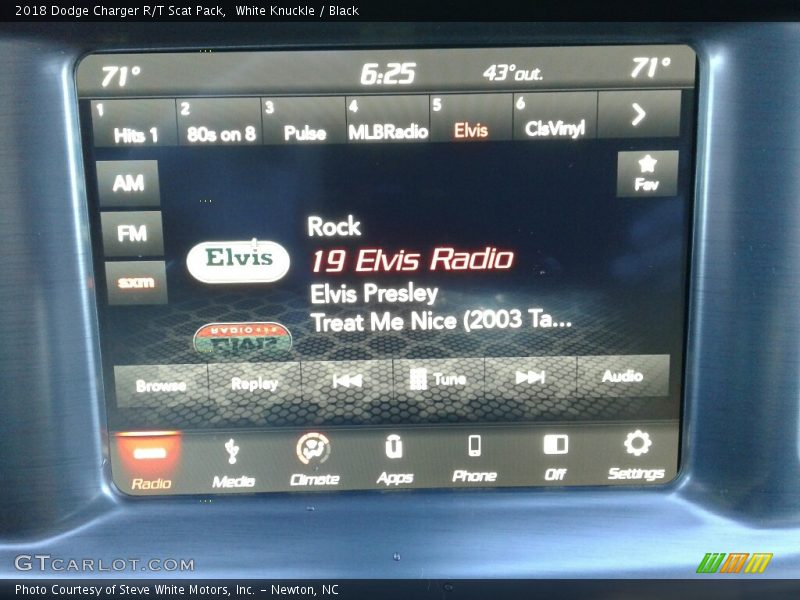 2018 Dodge Charger R/T Scat Pack,  White Knuckle / Black
71° 6:25 43°out. 71°
1 Hits 1 2 80s on 8 3 Pulse 4 MLBRadio 5 Elvis 6 ClsVinyl >
AM
Fav
FM
sxm
Elvis
Rock
19 Elvis Radio
Elvis Presley
Treat Me Nice (2003 Ta...
RADIO
Elvis
Browse Replay Tune Audio
Radio Media Climate Apps Phone Off Settings
GTCARLOT.COM
Photo Courtesy of Steve White Motors, Inc. – Newton, NC